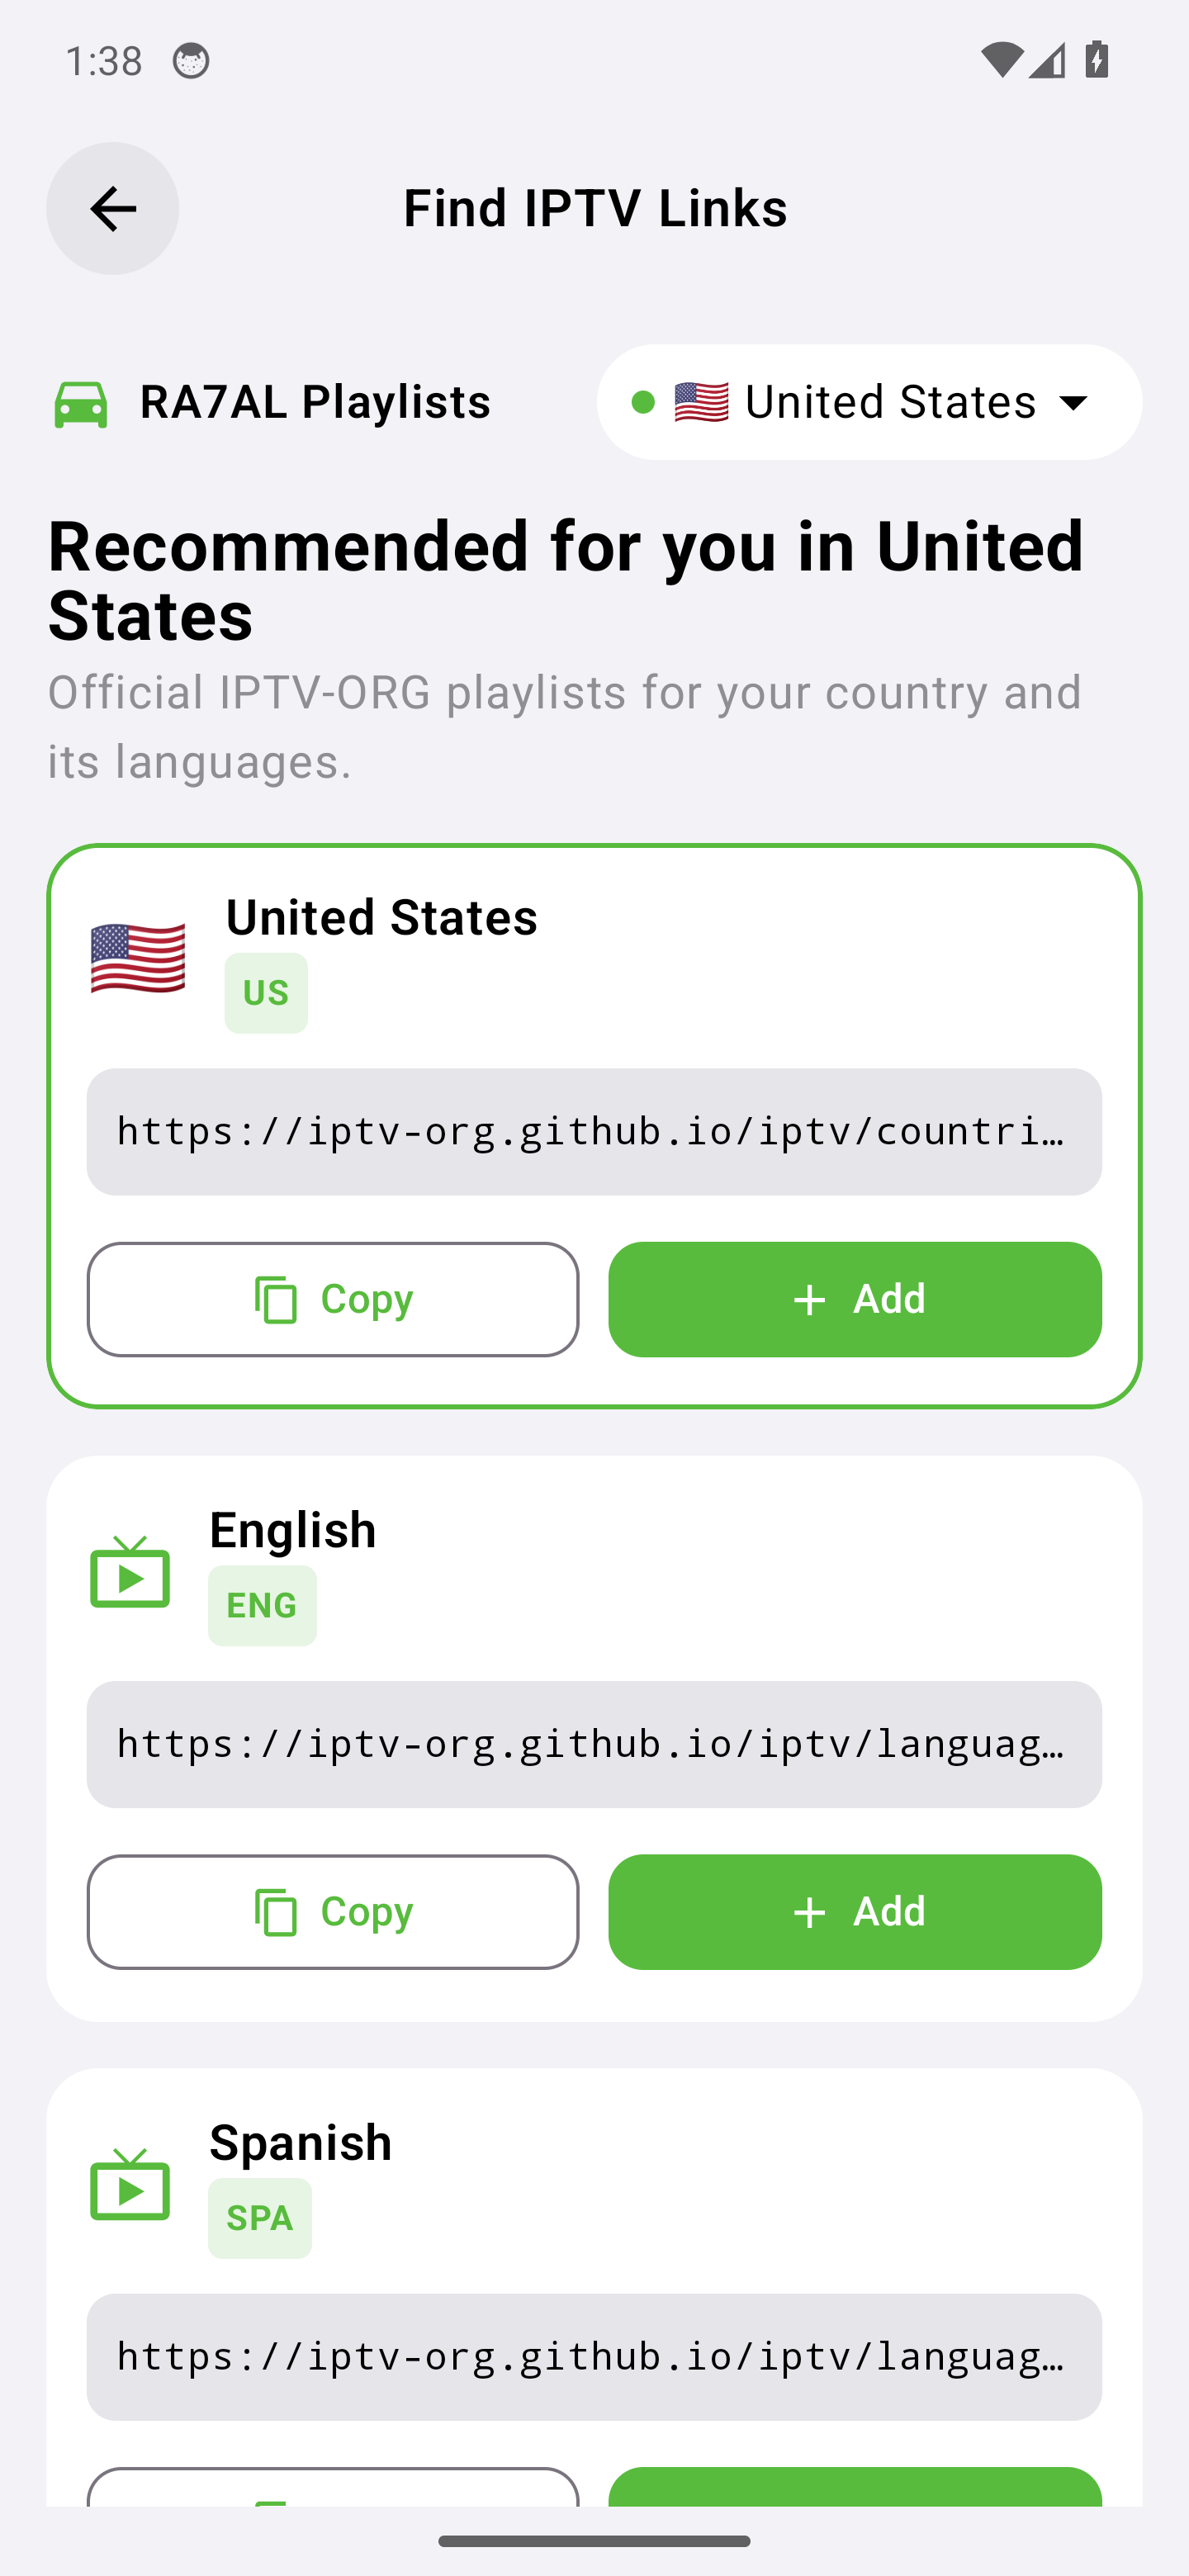 1:38
Find IPTV Links
RA7AL Playlists
United States
Recommended for you in United
States
Official IPTV-ORG playlists for your country and
its languages.
United States
US
https://iptv-org.github.io/iptv/countri…
Copy
Add
English
ENG
https://iptv-org.github.io/iptv/languag…
Copy
Add
Spanish
SPA
https://iptv-org.github.io/iptv/languag…